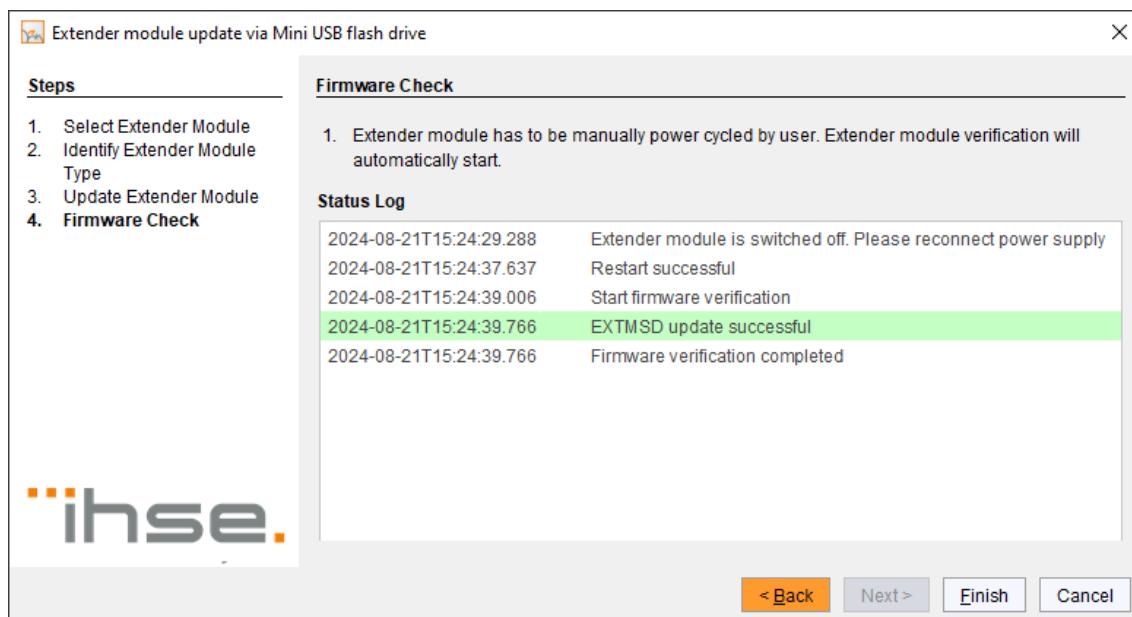 Extender module update via Mini USB flash drive
Steps
1. Select Extender Module
2. Identify Extender Module
Type
3. Update Extender Module
4. Firmware Check
Firmware Check
1. Extender module has to be manually power cycled by user. Extender module verification will
automatically start.
Status Log
2024-08-21T15:24:29.288 Extender module is switched off. Please reconnect power supply
2024-08-21T15:24:37.637 Restart successful
2024-08-21T15:24:39.006 Start firmware verification
2024-08-21T15:24:39.766 EXTMSD update successful
2024-08-21T15:24:39.766 Firmware verification completed
ihse.
< Back Next > Finish Cancel